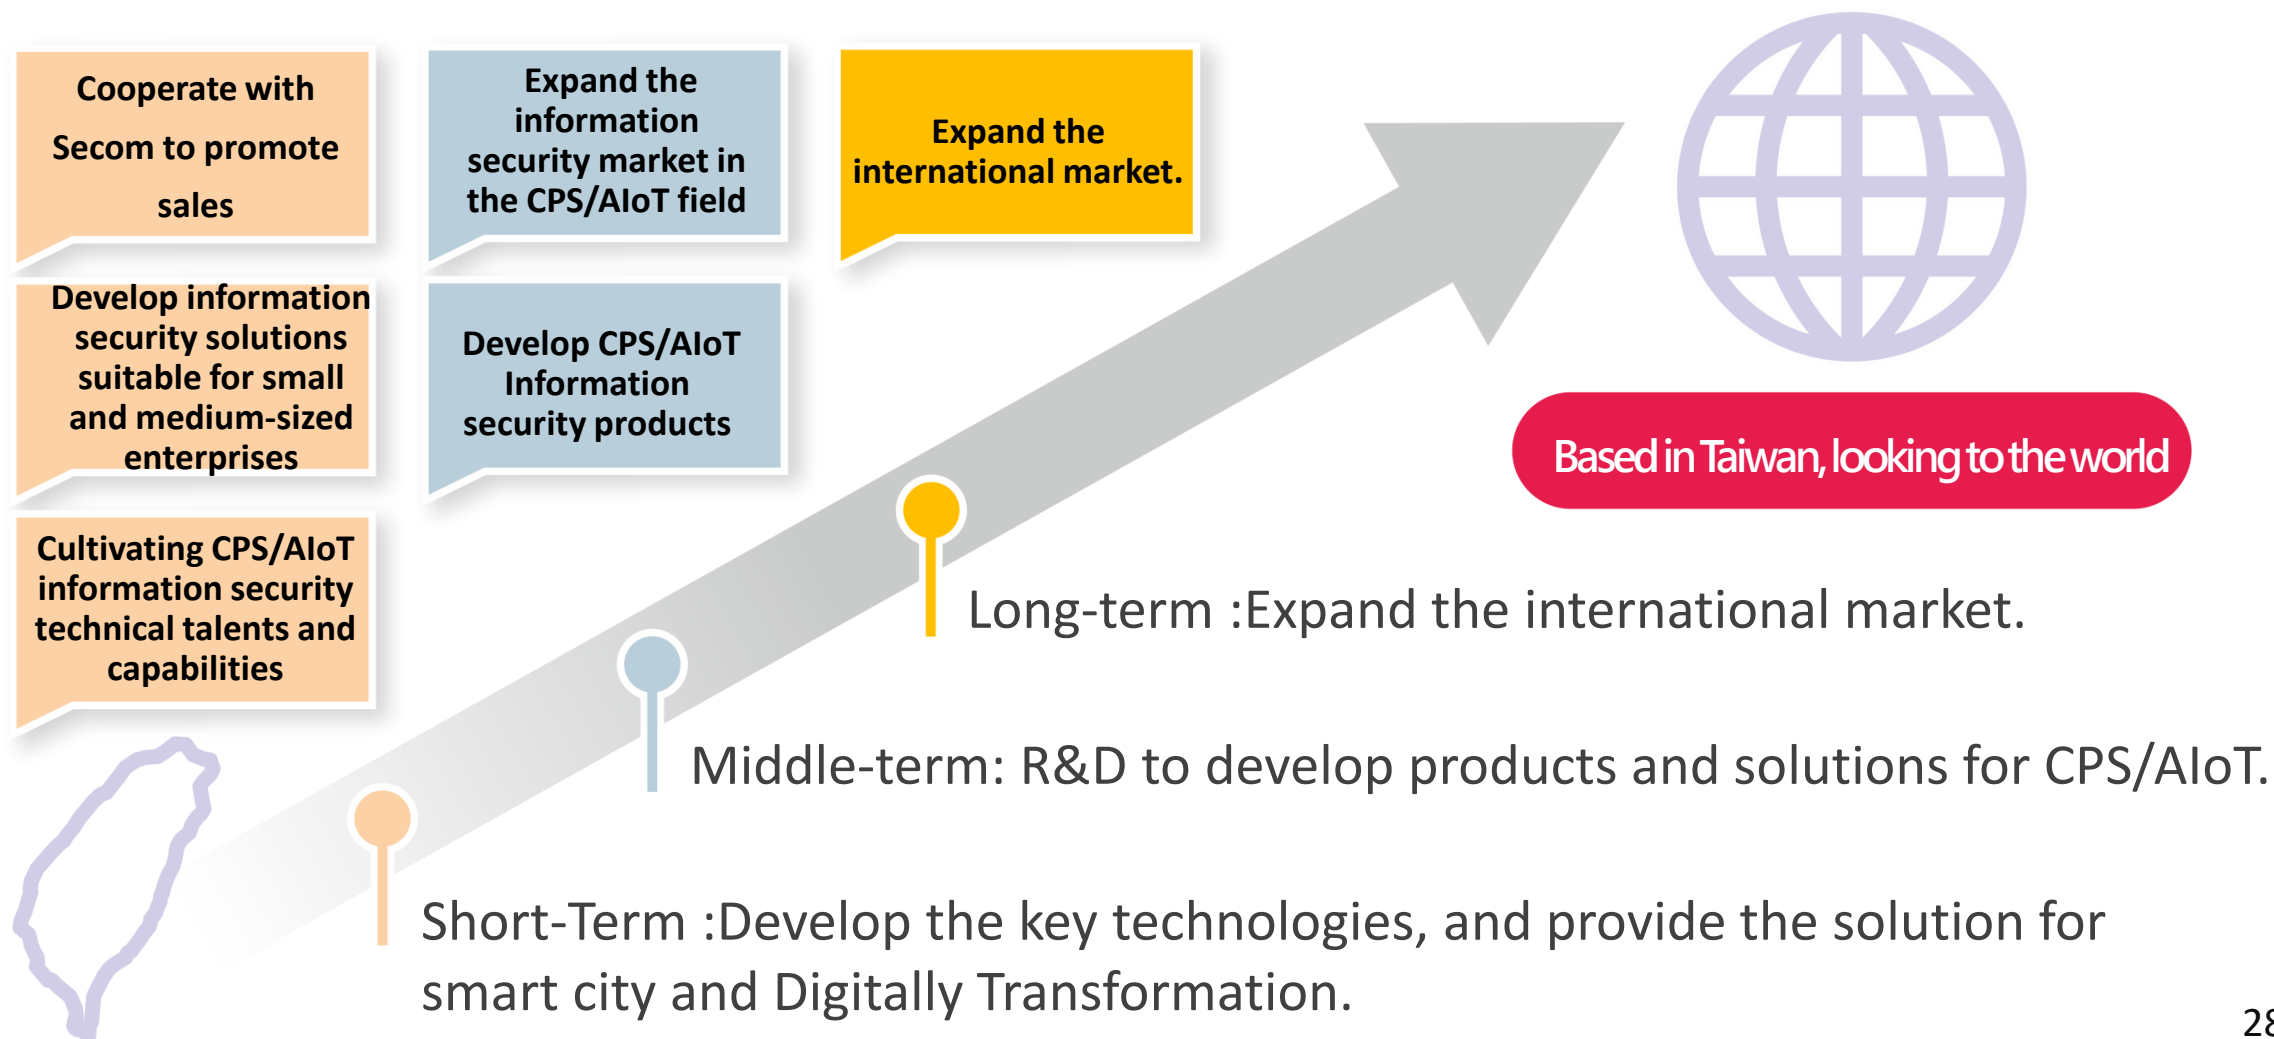 Cooperate with
Secom to promote
sales
Develop information
security solutions
suitable for small
and medium-sized
enterprises
Cultivating CPS/AIoT
information security
technical talents and
capabilities
Expand the
information
security market in
the CPS/AIoT field
Develop CPS/AIoT
Information
security products
Expand the
international market.
Based in Taiwan, looking to the world
Long-term :Expand the international market.
Middle-term: R&D to develop products and solutions for CPS/AIoT.
Short-Term :Develop the key technologies, and provide the solution for
smart city and Digitally Transformation.
28